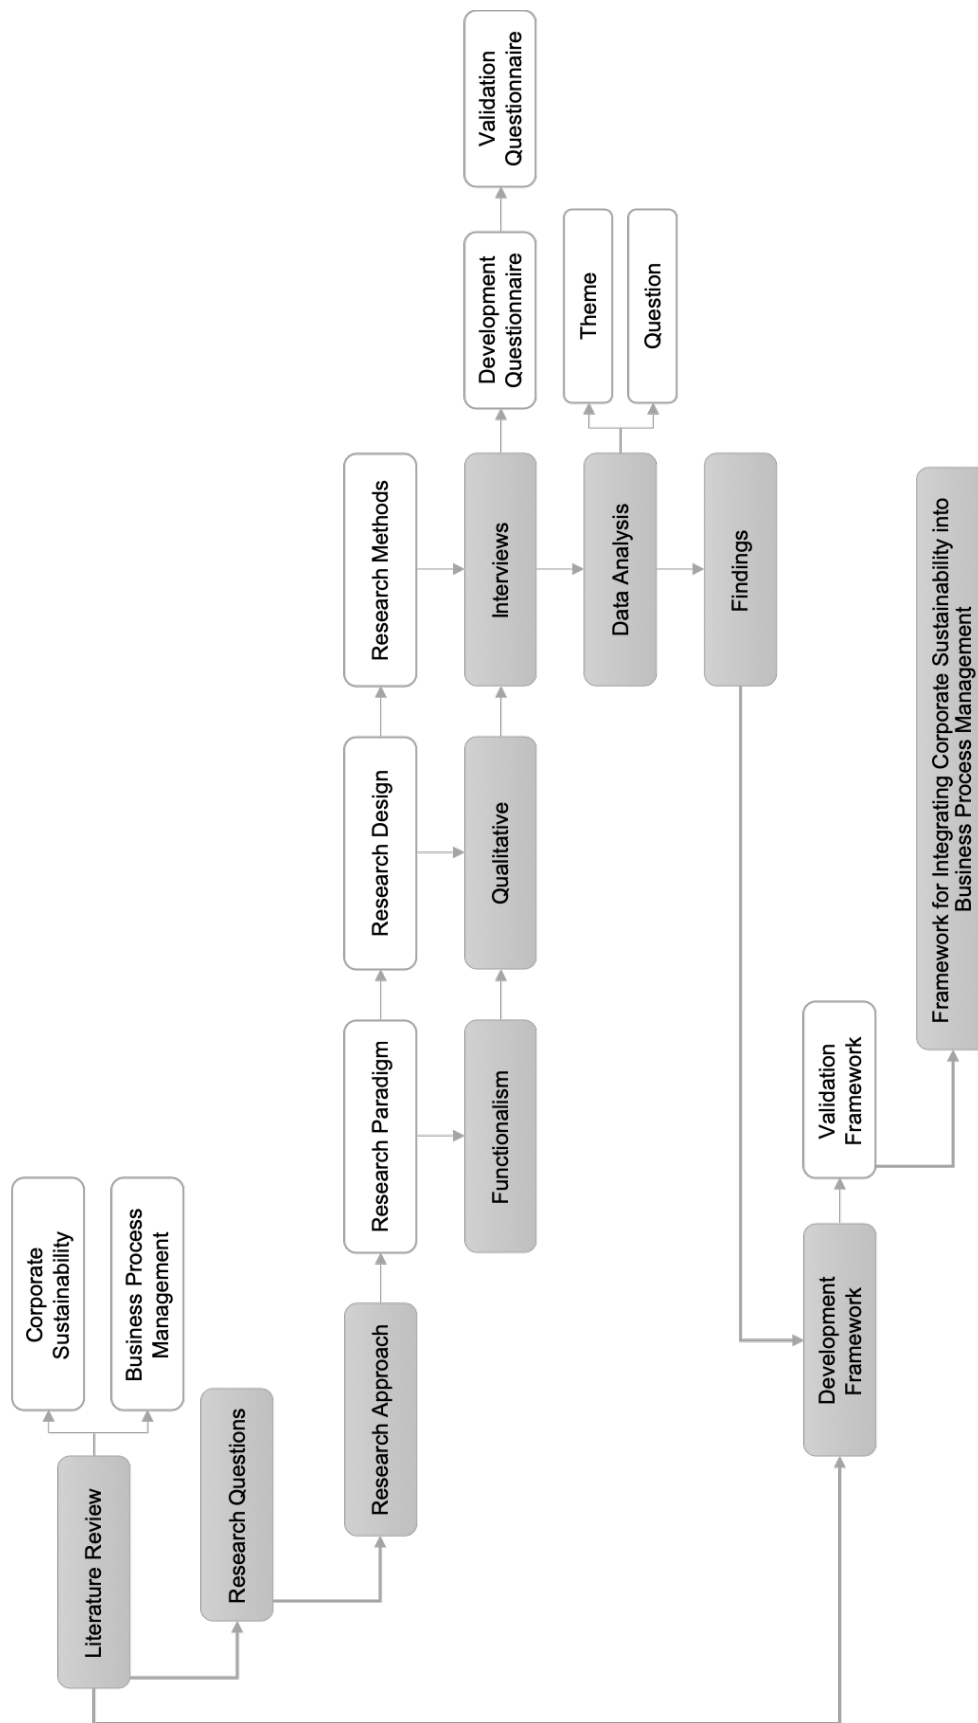 Literature Review
Corporate
Sustainability
Business Process
Management
Research Questions
Research Approach
Research Paradigm
Research Design
Research Methods
Functionalism
Qualitative
Interviews
Development
Questionnaire
Validation
Questionnaire
Data Analysis
Theme
Question
Findings
Development
Framework
Validation
Framework
Framework for Integrating Corporate Sustainability into
Business Process Management